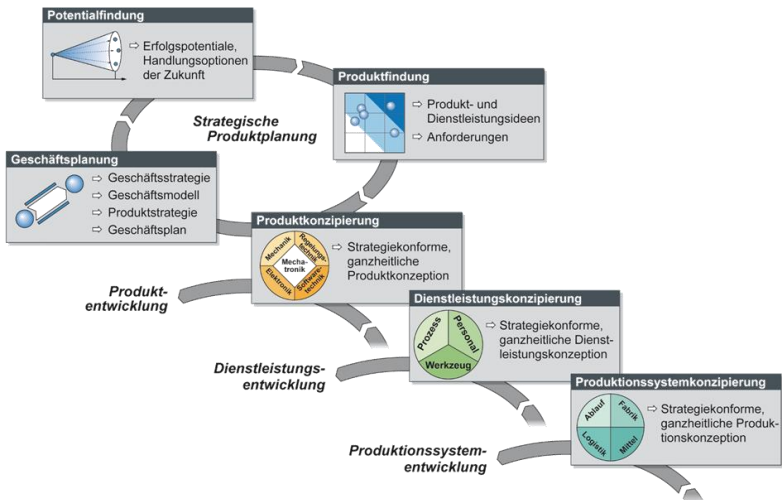 Potentialfindung
Erfolgspotentiale,
Handlungsoptionen
der Zukunft
Produktfindung
Produkt- und
Dienstleistungsideen
Anforderungen
Strategische
Produktplanung
Geschäftsplanung
Geschäftsstrategie
Geschäftsmodell
Produktstrategie
Geschäftsplan
Produktkonzipierung
Mechanik
Regelungs-
technik
Mecha-
tronik
Elektronik
Software-
technik
Strategiekonforme,
ganzheitliche
Produktkonzeption
Produkt-
entwicklung
Dienstleistungskonzipierung
Prozess
Personal
Werkzeug
Strategiekonforme,
ganzheitliche Dienst-
leistungskonzeption
Dienstleistungs-
entwicklung
Produktionssystemkonzipierung
Ablauf
Fabrik
Logistik
Mittel
Strategiekonforme,
ganzheitliche Produk-
tionskonzeption
Produktionssystem-
entwicklung